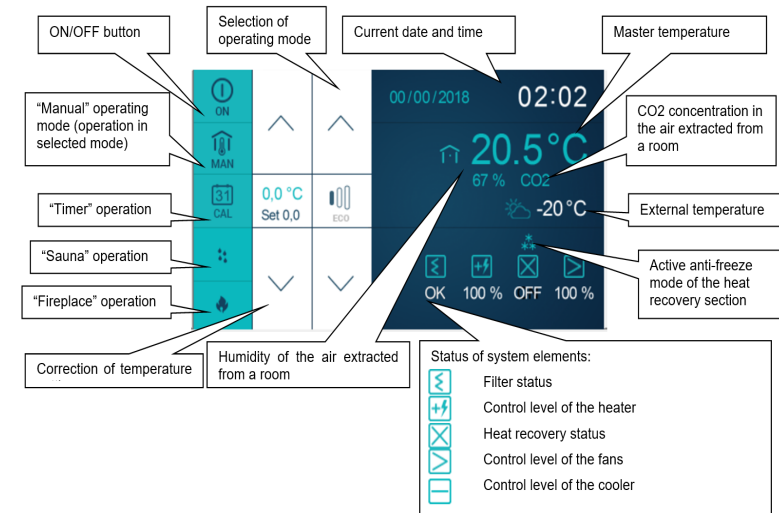 ON/OFF button
Selection of
operating mode
Current date and time
Master temperature
“Manual” operating
mode (operation in
selected mode)
CO2 concentration in
the air extracted from
a room
“Timer” operation
External temperature
“Sauna” operation
Active anti-freeze
mode of the heat
recovery section
“Fireplace” operation
Correction of temperature
Humidity of the air extracted
from a room
ON
MAN
31
CAL
0,0 °C
Set 0,0
ECO
00/00/2018
02:02
20.5°C
67 % CO2
-20°C
OK 100 % OFF 100 %
Status of system elements:
Filter status
Control level of the heater
Heat recovery status
Control level of the fans
Control level of the cooler